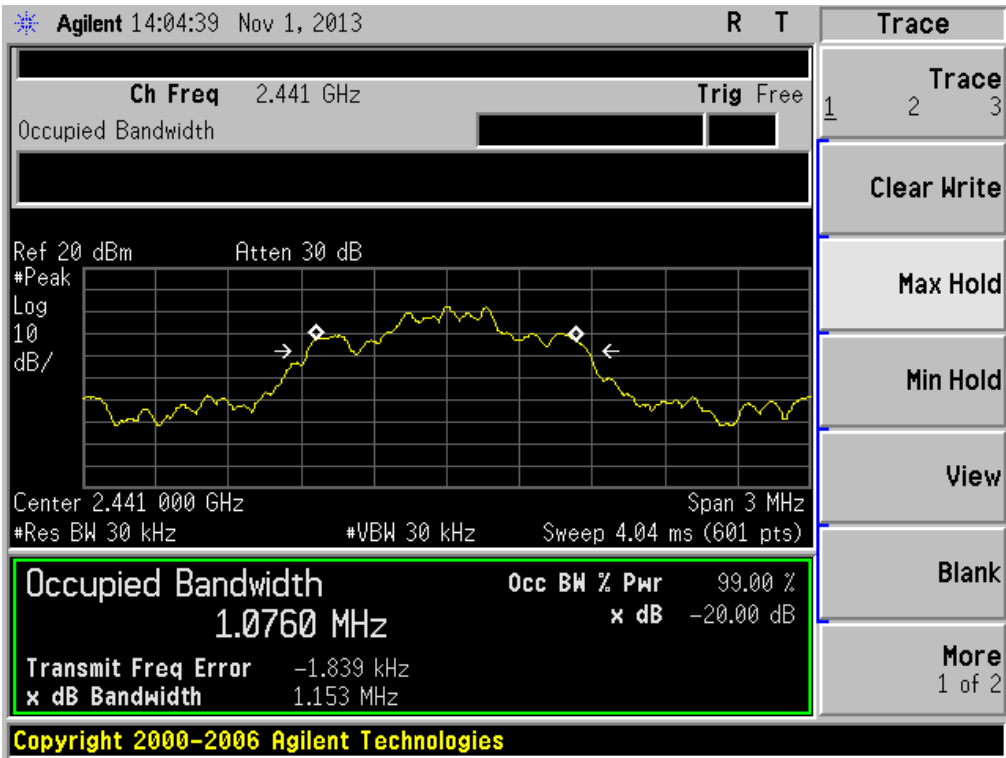 Agilent 14:04:39 Nov 1, 2013 R T
Trace
Ch Freq 2.441 GHz Trig Free
Occupied Bandwidth
Ref 20 dBm Atten 30 dB
#Peak
Log
10
dB/
Center 2.441 000 GHz Span 3 MHz
#Res BW 30 kHz #VBW 30 kHz Sweep 4.04 ms (601 pts)
Occupied Bandwidth
1.0760 MHz
Occ BW % Pwr 99.00 %
x dB -20.00 dB
Transmit Freq Error -1.839 kHz
x dB Bandwidth 1.153 MHz
Copyright 2000-2006 Agilent Technologies
Trace
1 2 3
Clear Write
Max Hold
Min Hold
View
Blank
More
1 of 2